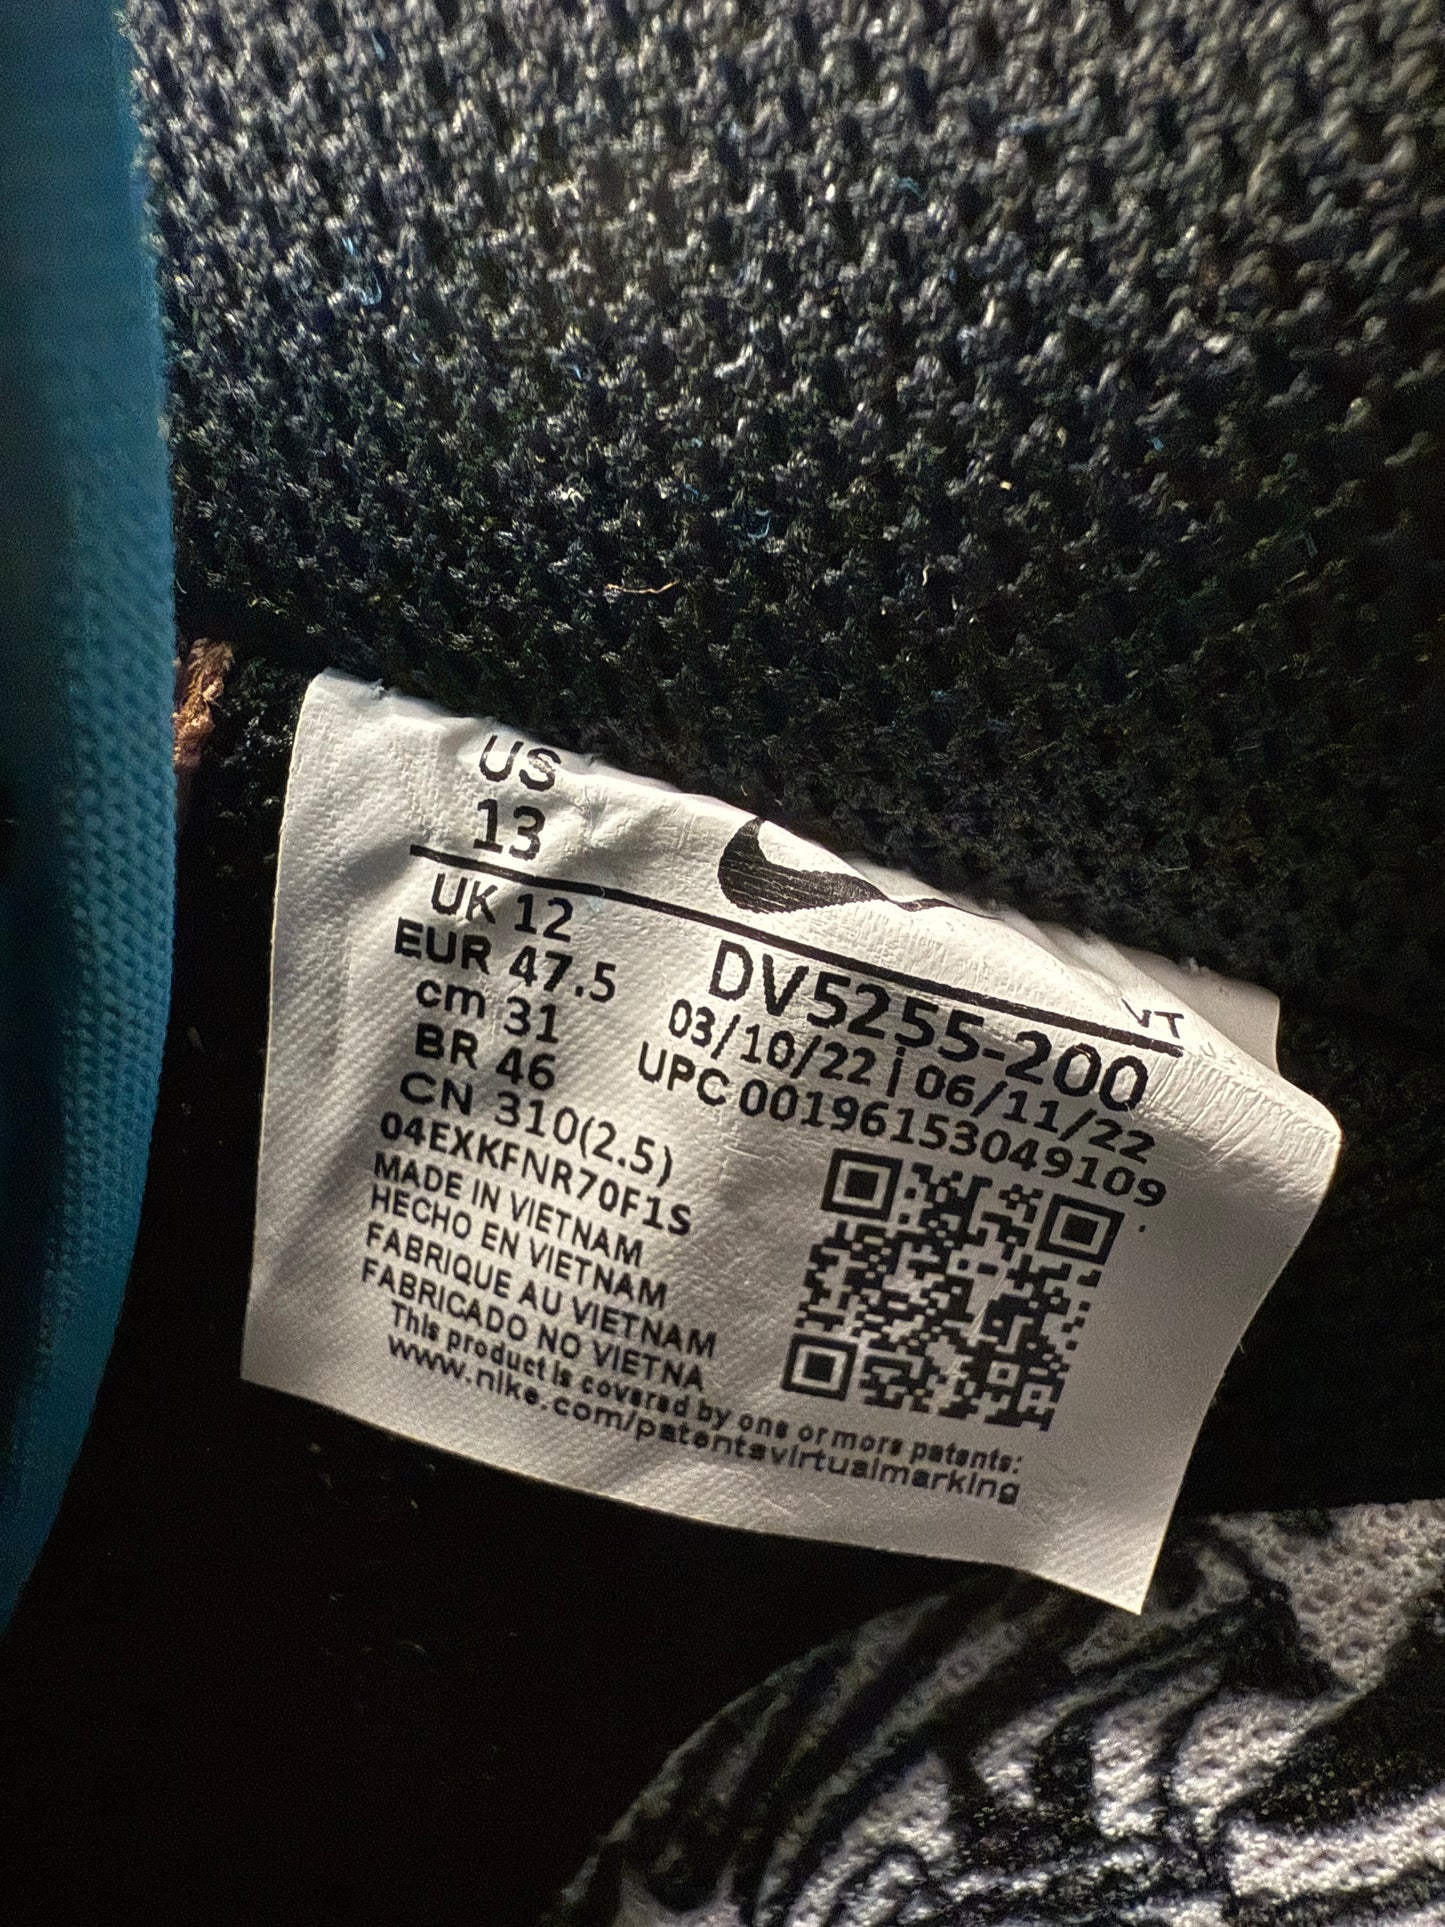 US
13
VT
UK 12
EUR 47.5
cm 31
BR 46
CN 310(2.5)
04EXKFNR70F1S
MADE IN VIETNAM
HECHO EN VIETNAM
FABRIQUE AU VIETNAM
FABRICADO NO VIETNA
DV5255-200
03/10/22 | 06/11/22
UPC 00196153049109
This product is covered by one or more patents:
www.nike.com/patentsvirtualmarking